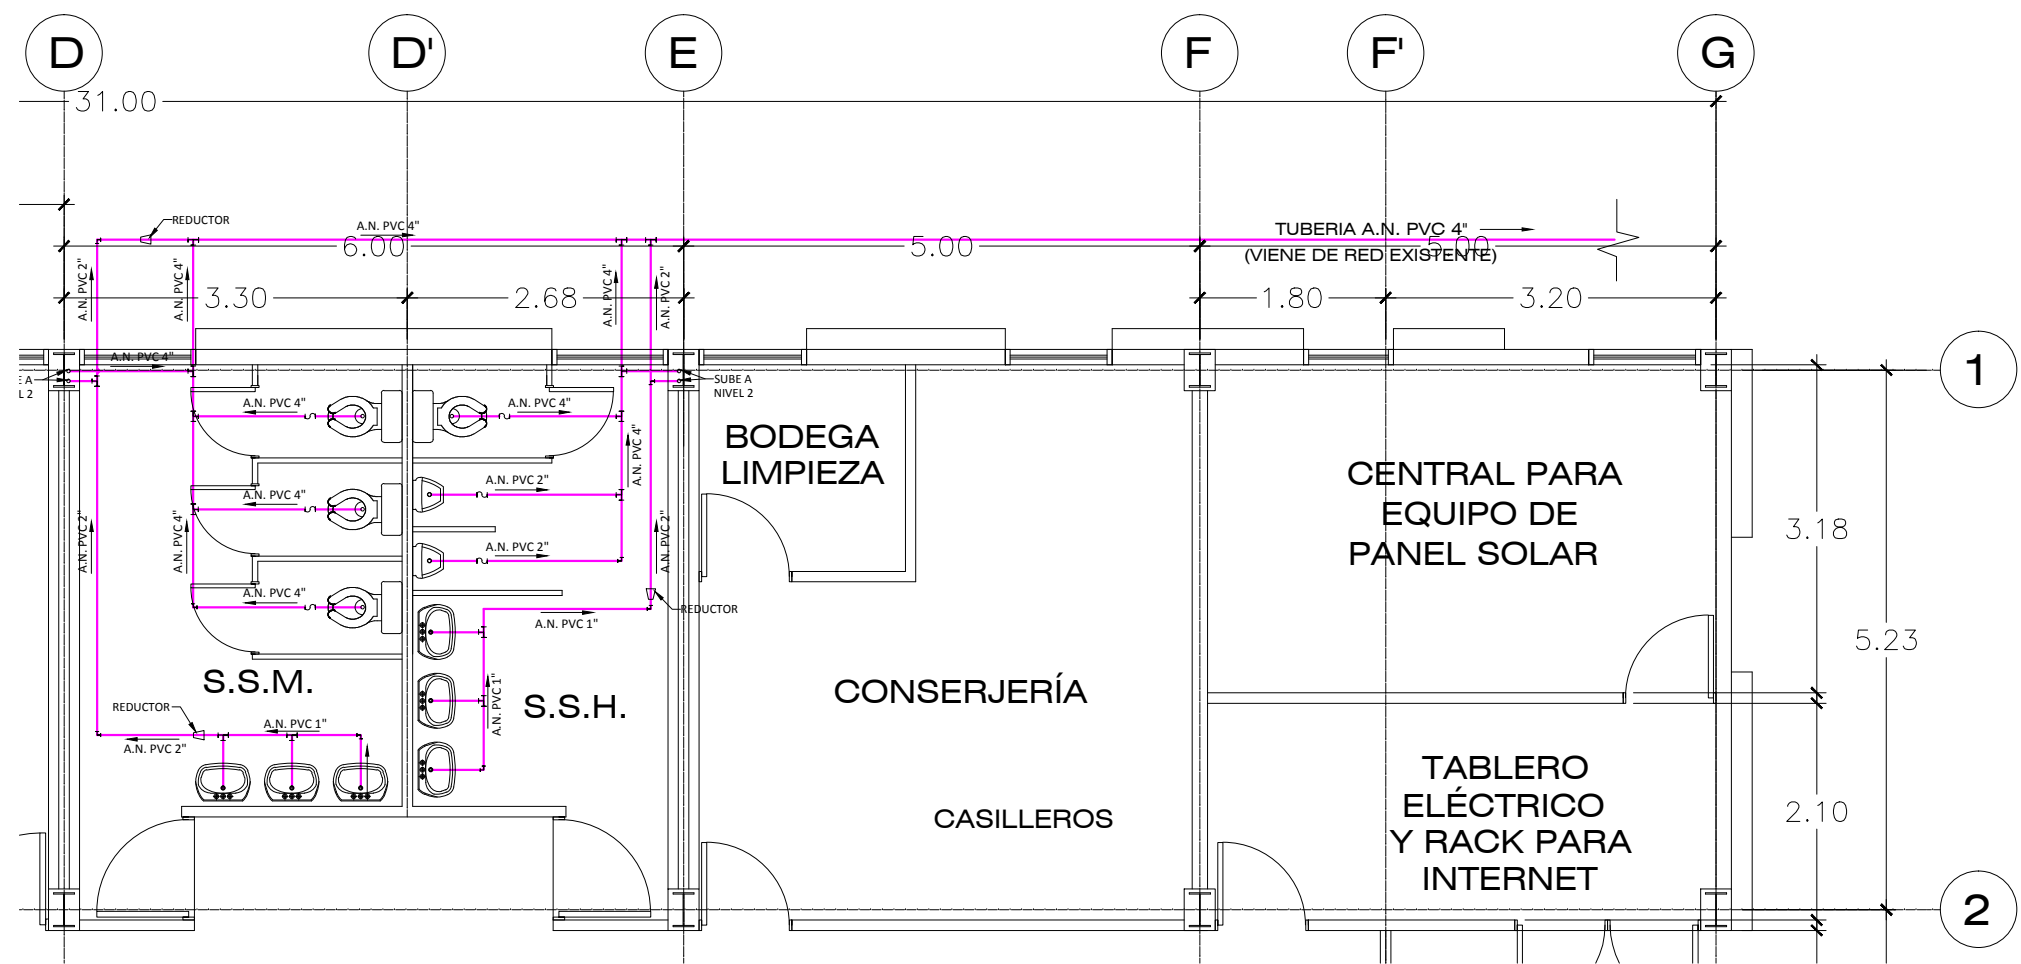 D
D'
E
F
F'
G
31.00
REDUCTOR
A.N. PVC 4"
6.00
5.00
TUBERIA A.N. PVC 4"
5.00
(VIENE DE RED EXISTENTE)
A.N. PVC 2"
A.N. PVC 4"
A.N. PVC 4"
A.N. PVC 2"
3.30
2.68
1.80
3.20
A.N. PVC 4"
E A
L 2
SUBE A
NIVEL 2
1
A.N. PVC 4"
A.N. PVC 4"
BODEGA
LIMPIEZA
A.N. PVC 4"
A.N. PVC 4"
A.N. PVC 2"
CENTRAL PARA
EQUIPO DE
PANEL SOLAR
3.18
A.N. PVC 2"
A.N. PVC 4"
A.N. PVC 2"
A.N. PVC 2"
A.N. PVC 4"
REDUCTOR
A.N. PVC 1"
5.23
S.S.M.
S.S.H.
A.N. PVC 1"
CONSERJERÍA
REDUCTOR
A.N. PVC 1"
A.N. PVC 2"
CASILLEROS
TABLERO
ELÉCTRICO
Y RACK PARA
INTERNET
2.10
2